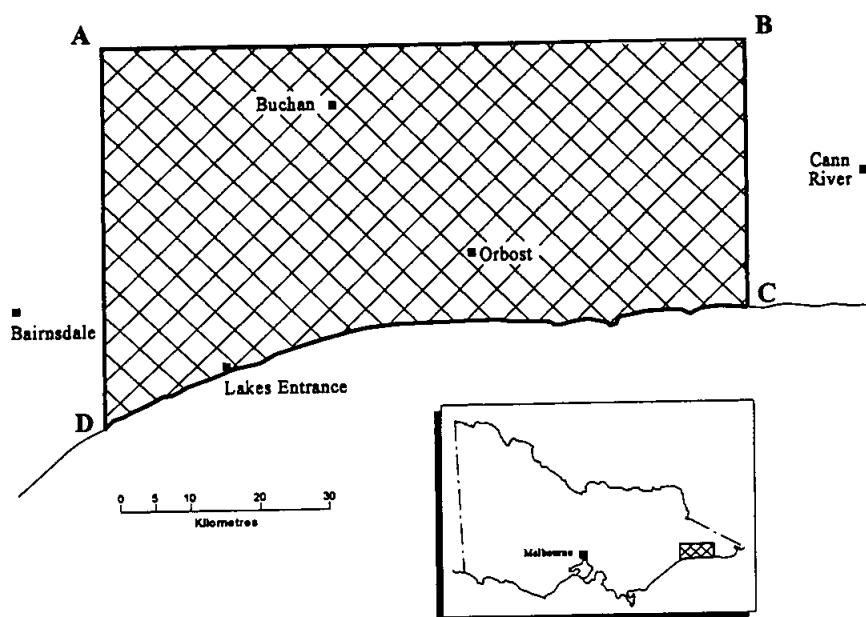 A
B
Buchan
Cann
River
Orbost
C
Bairnsdale
Lakes Entrance
D
0 5 10 20 30
Kilometres
Melbourne